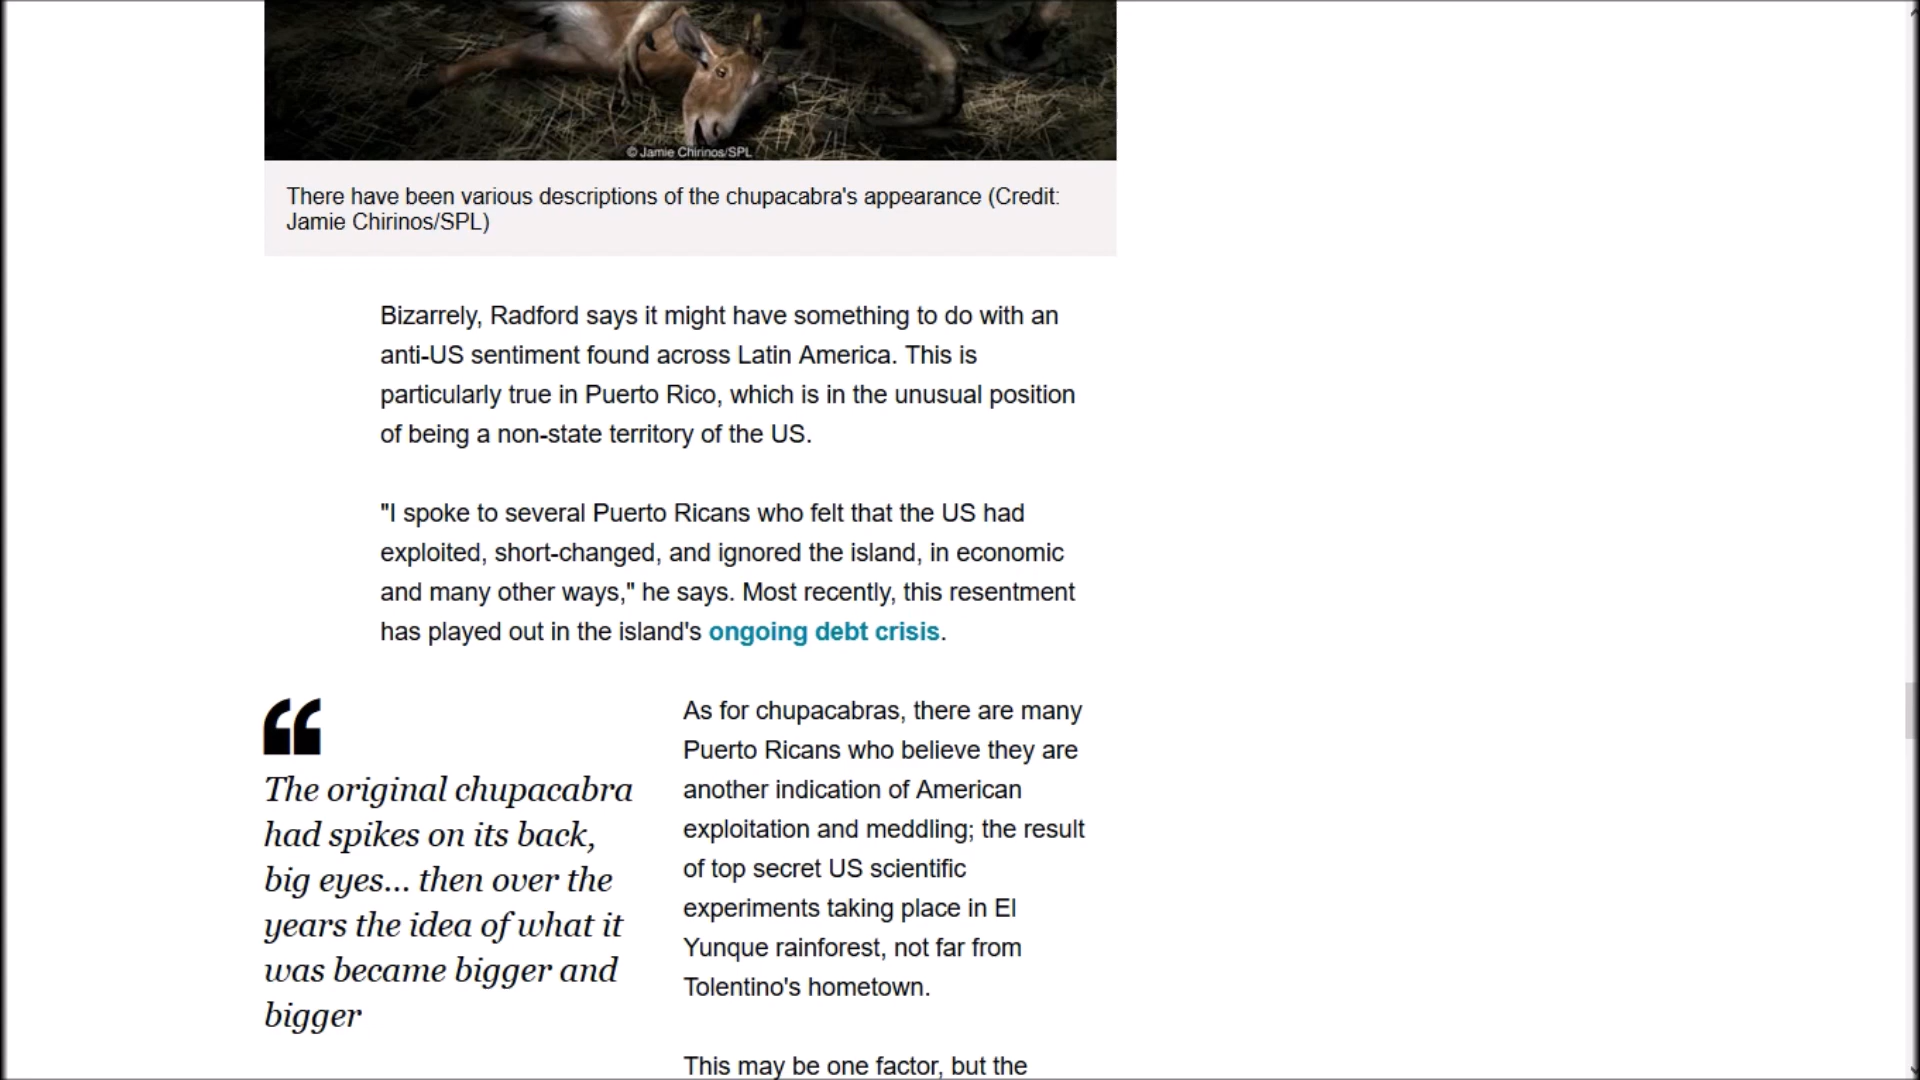 © Jamie Chirinos/SPL
There have been various descriptions of the chupacabra's appearance (Credit:
Jamie Chirinos/SPL)
Bizarrely, Radford says it might have something to do with an
anti-US sentiment found across Latin America. This is
particularly true in Puerto Rico, which is in the unusual position
of being a non-state territory of the US.
"I spoke to several Puerto Ricans who felt that the US had
exploited, short-changed, and ignored the island, in economic
and many other ways," he says. Most recently, this resentment
has played out in the island's ongoing debt crisis.
“
The original chupacabra
had spikes on its back,
big eyes... then over the
years the idea of what it
was became bigger and
bigger
As for chupacabras, there are many
Puerto Ricans who believe they are
another indication of American
exploitation and meddling; the result
of top secret US scientific
experiments taking place in El
Yunque rainforest, not far from
Tolentino's hometown.
This may be one factor, but the